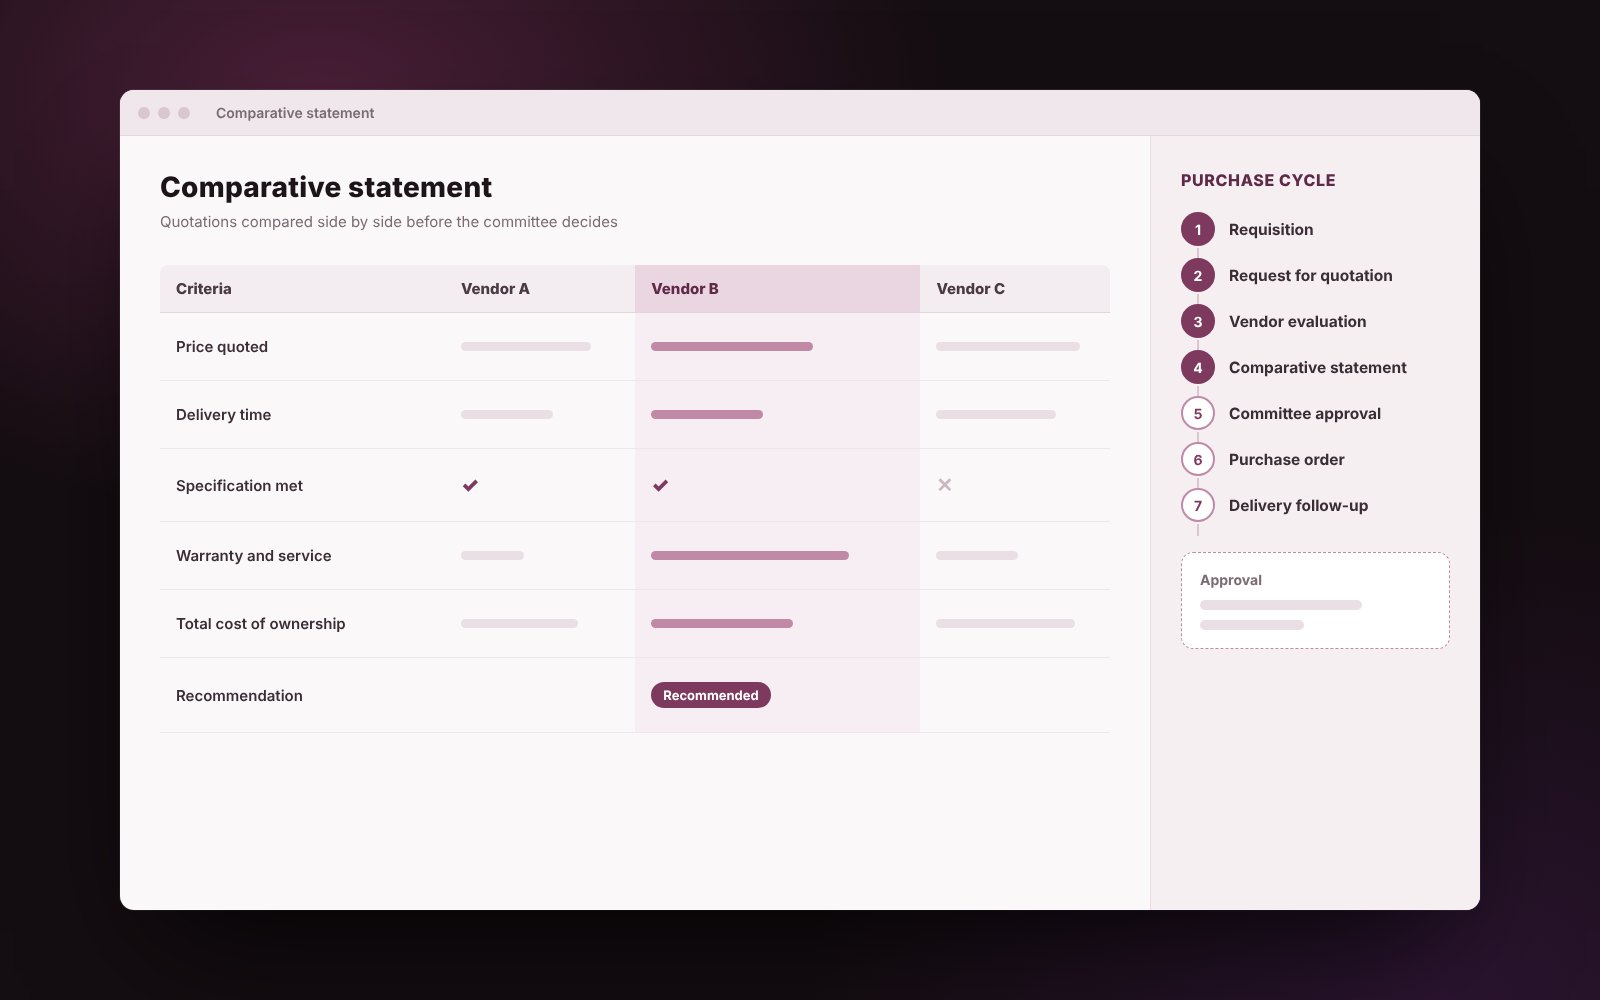 Comparative statement
Comparative statement
Quotations compared side by side before the committee decides
Criteria Vendor A Vendor B Vendor C
Price quoted
Delivery time
Specification met ✔ ✔ ✕
Warranty and service
Total cost of ownership
Recommendation Recommended
PURCHASE CYCLE
1 Requisition
2 Request for quotation
3 Vendor evaluation
4 Comparative statement
5 Committee approval
6 Purchase order
7 Delivery follow-up
Approval